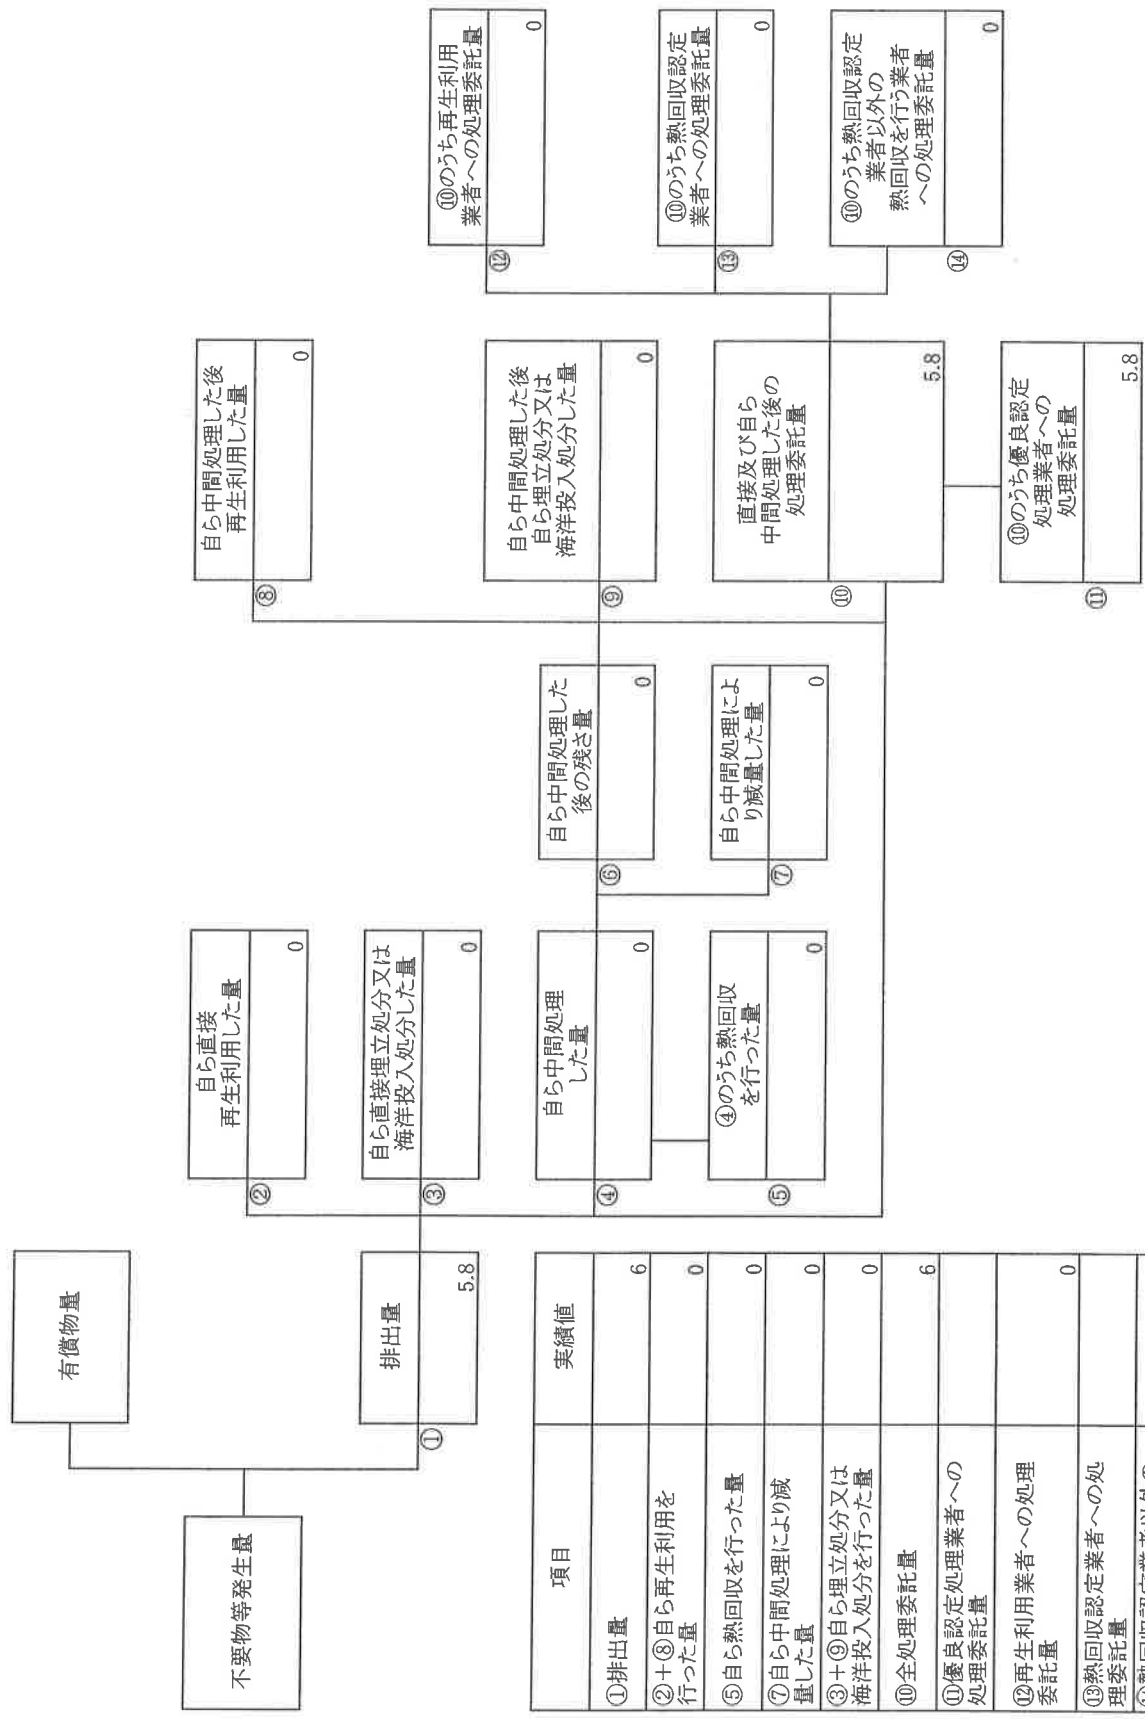 有償物量
不要物等発生量
①
排出量
5.8
②
自ら直接
再生利用した量
0
③
自ら直接埋立処分又は
海洋投入処分した量
0
④
自ら中間処理
した量
0
⑤
④のうち熱回収
を行った量
0
⑥
自ら中間処理した
後の残さ量
0
⑦
自ら中間処理によ
り減量した量
0
⑧
自ら中間処理した後
再生利用した量
0
⑨
自ら中間処理した後
自ら埋立処分又は
海洋投入処分した量
0
⑩
直接及び自ら
中間処理した後の
処理委託量
5.8
⑪
⑩のうち優良認定
処理業者への
処理委託量
5.8
⑫
⑩のうち再生利用
業者への処理委託量
0
⑬
⑩のうち熱回収認定
業者への処理委託量
0
⑭
⑩のうち熱回収認定
業者以外の
熱回収を行う業者
への処理委託量
0
項目 実績値
①排出量 6
②+⑧自ら再生利用を
行った量 0
⑤自ら熱回収を行った量 0
⑦自ら中間処理により減
量した量 0
③+⑨自ら埋立処分又は
海洋投入処分を行った量 0
⑩全処理委託量 6
⑪優良認定処理業者への
処理委託量
⑫再生利用業者への処理
委託量 0
⑬熱回収認定業者への処
理委託量